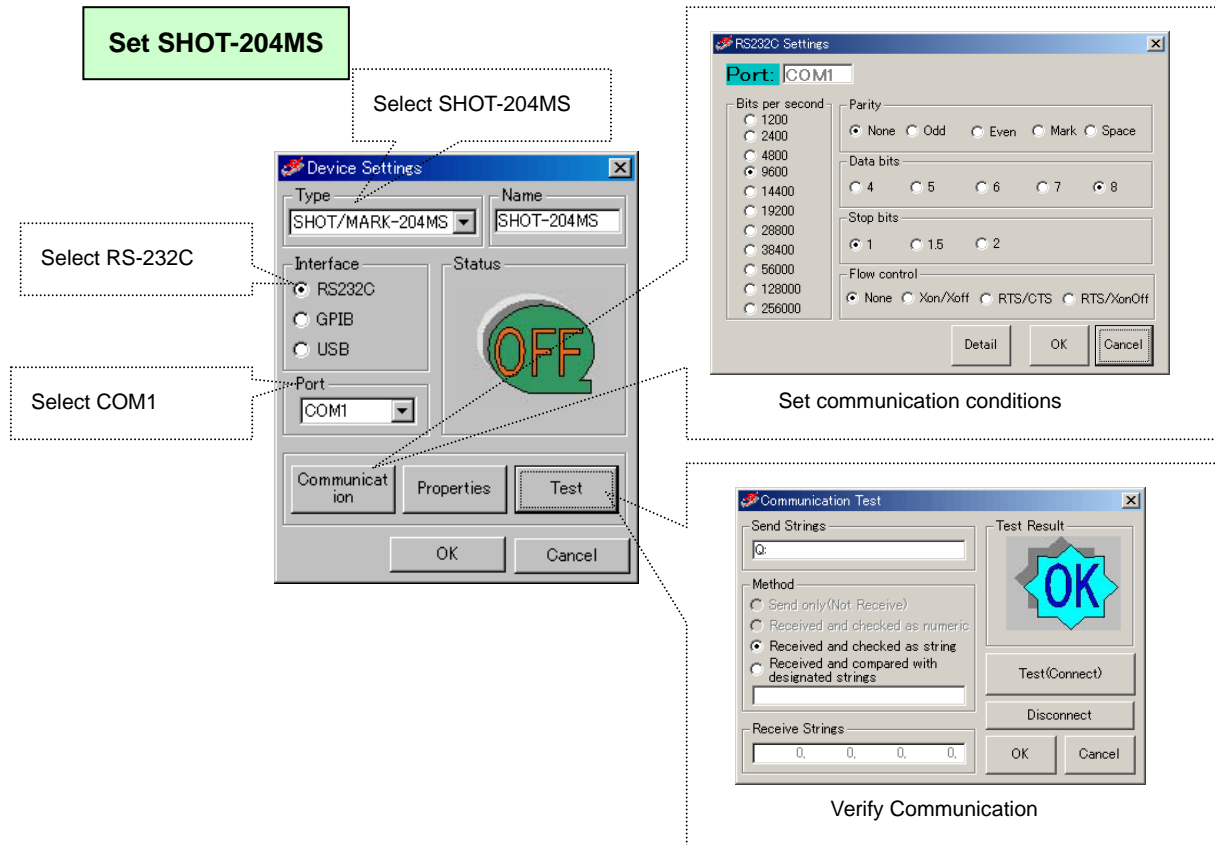 Set SHOT-204MS
Select SHOT-204MS
Select RS-232C
Select COM1
Device Settings
Type
Name
SHOT/MARK-204MS
SHOT-204MS
Interface
Status
RS232C
GPIB
USB
OFF
Port
COM1
Communicat
ion
Properties
Test
OK
Cancel
RS232C Settings
Port: COM1
Bits per second
1200
2400
4800
9600
14400
19200
28800
38400
56000
128000
256000
Parity
None Odd Even Mark Space
Data bits
4 5 6 7 8
Stop bits
1 1.5 2
Flow control
None Xon/Xoff RTS/CTS RTS/XonOff
Detail OK Cancel
Set communication conditions
Communication Test
Send Strings
Q:
Method
Send only(Not Receive)
Received and checked as numeric
Received and checked as string
Received and compared with
designated strings
Receive Strings
0, 0, 0, 0,
Test Result
OK
Test(Connect)
Disconnect
OK Cancel
Verify Communication